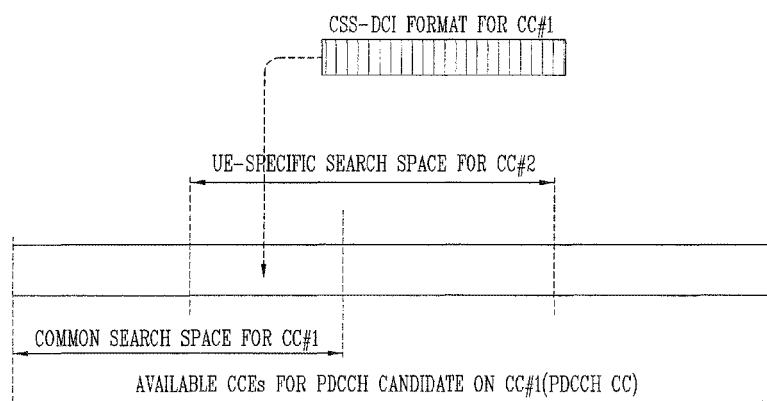 CSS-DCI FORMAT FOR CC#1
UE-SPECIFIC SEARCH SPACE FOR CC#2
COMMON SEARCH SPACE FOR CC#1
AVAILABLE CCEs FOR PDCCH CANDIDATE ON CC#1(PDCCH CC)